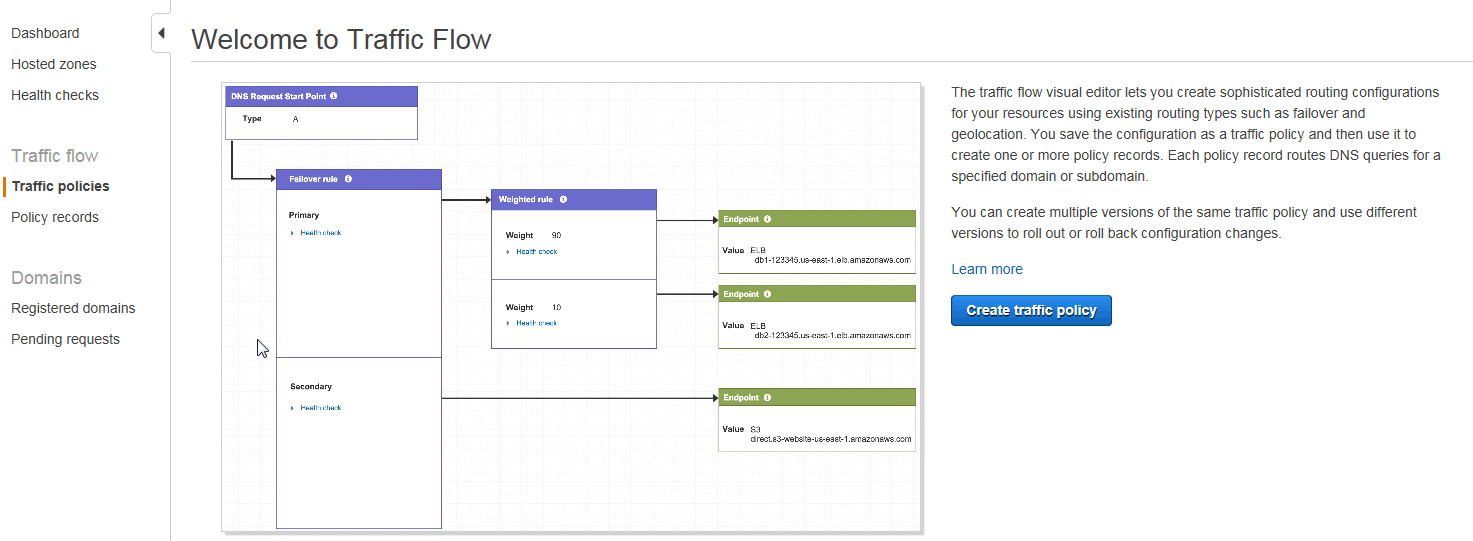 Dashboard
Hosted zones
Health checks
Traffic flow
Traffic policies
Policy records
Domains
Registered domains
Pending requests
Welcome to Traffic Flow
DNS Request Start Point
Type A
Failover rule
Primary
Health check
Secondary
Health check
Weighted rule
Weight 90
Health check
Weight 10
Health check
Endpoint
Value ELB
db1-123345.us-east-1.elb.amazonaws.com
Endpoint
Value ELB
db2-123345.us-east-1.elb.amazonaws.com
Endpoint
Value S3
direct.s3-website-us-east-1.amazonaws.com
The traffic flow visual editor lets you create sophisticated routing configurations
for your resources using existing routing types such as failover and
geolocation. You save the configuration as a traffic policy and then use it to
create one or more policy records. Each policy record routes DNS queries for a
specified domain or subdomain.
You can create multiple versions of the same traffic policy and use different
versions to roll out or roll back configuration changes.
Learn more
Create traffic policy